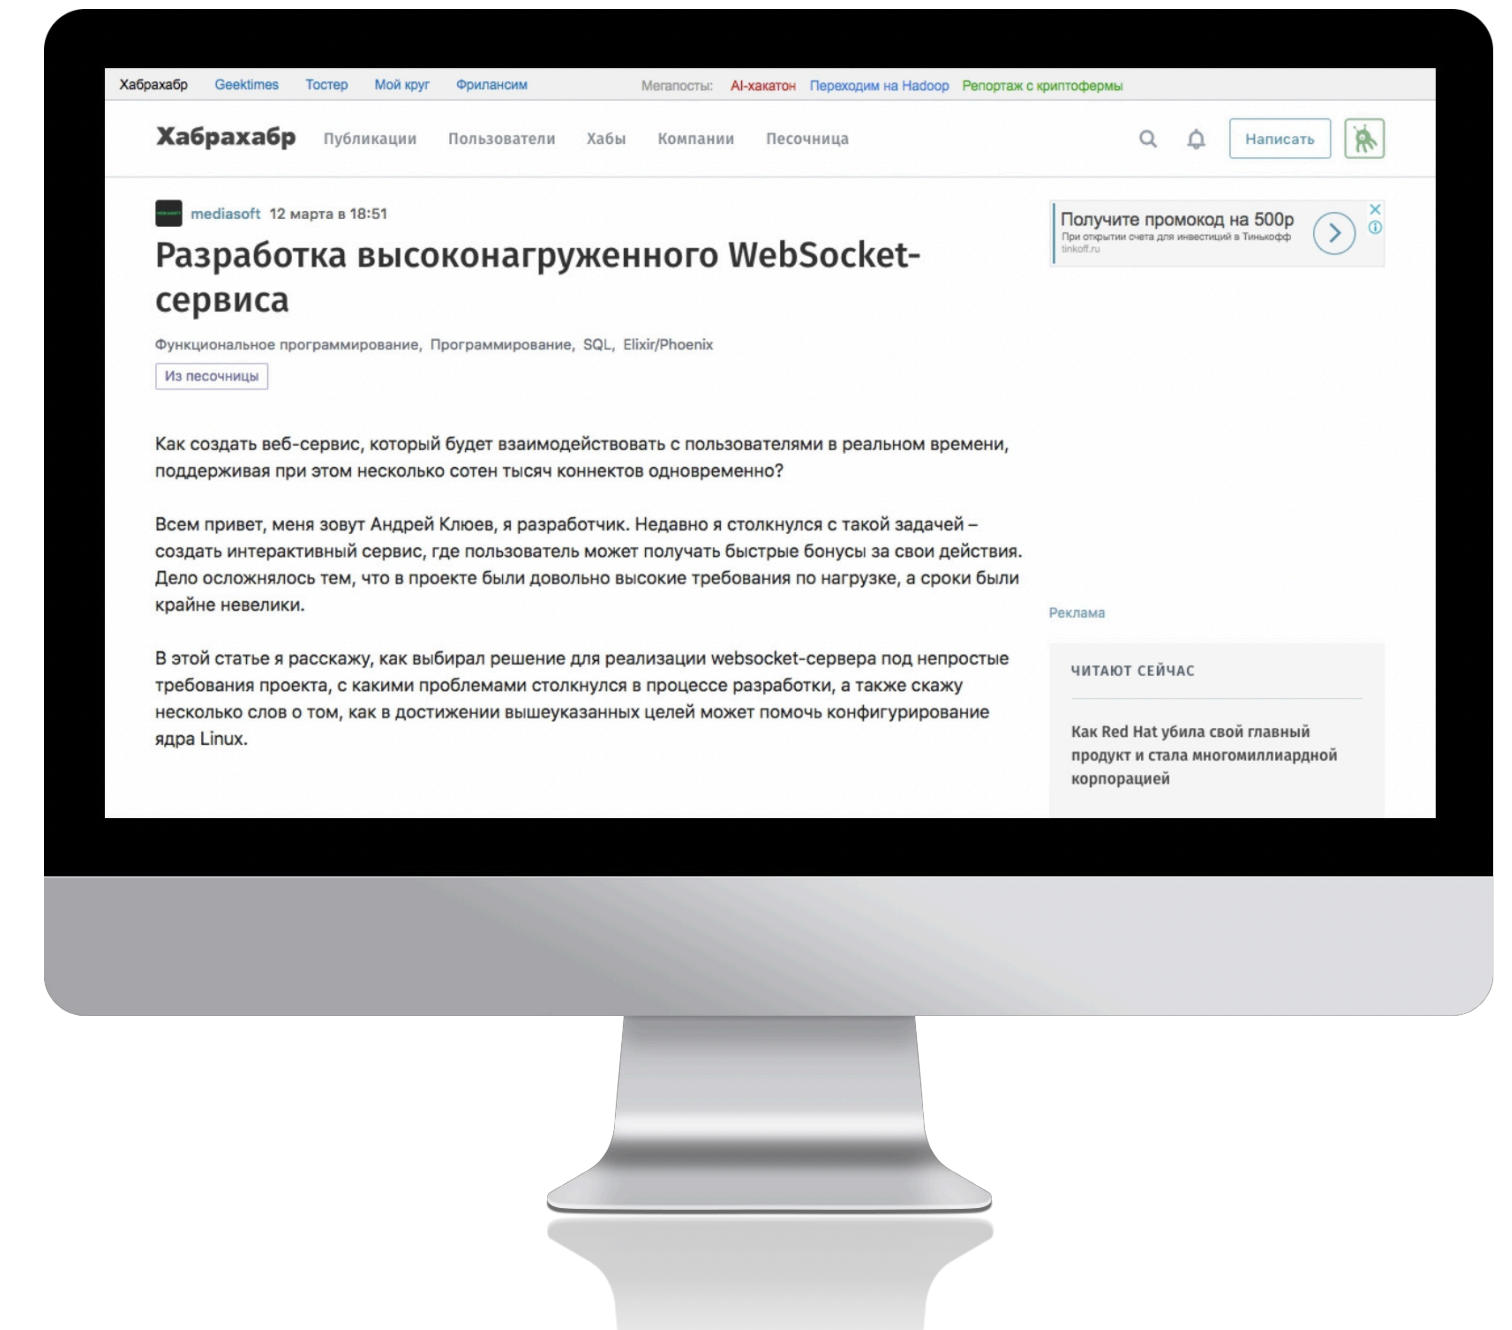 Хабрахабр Geektimes Тостер Мой круг Фрилансим Мегапосты: AI-хакатон Переходим на Hadoop Репортаж с криптофермы
Хабрахабр Публикации Пользователи Хабы Компании Песочница Написать
mediasoft 12 марта в 18:51
Разработка высоконагруженного WebSocket-
сервиса
Функциональное программирование, Программирование, SQL, Elixir/Phoenix
Из песочницы
Как создать веб-сервис, который будет взаимодействовать с пользователями в реальном времени,
поддерживая при этом несколько сотен тысяч коннектов одновременно?
Всем привет, меня зовут Андрей Клюев, я разработчик. Недавно я столкнулся с такой задачей –
создать интерактивный сервис, где пользователь может получать быстрые бонусы за свои действия.
Дело осложнялось тем, что в проекте были довольно высокие требования по нагрузке, а сроки были
крайне невелики.
В этой статье я расскажу, как выбирал решение для реализации websocket-сервера под непростые
требования проекта, с какими проблемами столкнулся в процессе разработки, а также скажу
несколько слов о том, как в достижении вышеуказанных целей может помочь конфигурирование
ядра Linux.
Получите промокод на 500р
При открытии счета для инвестиций в Тинькофф
tinkoff.ru
Реклама
ЧИТАЮТ СЕЙЧАС
Как Red Hat убила свой главный
продукт и стала многомиллиардной
корпорацией